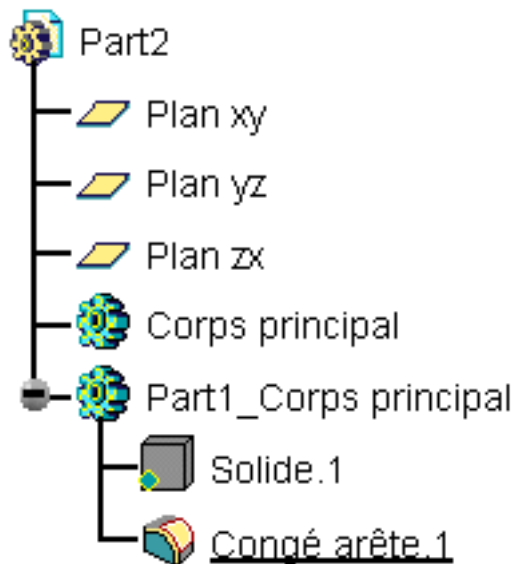 Part2
Plan xy
Plan yz
Plan zx
Corps principal
Part1_Corps principal
Solide.1
Congé arête.1